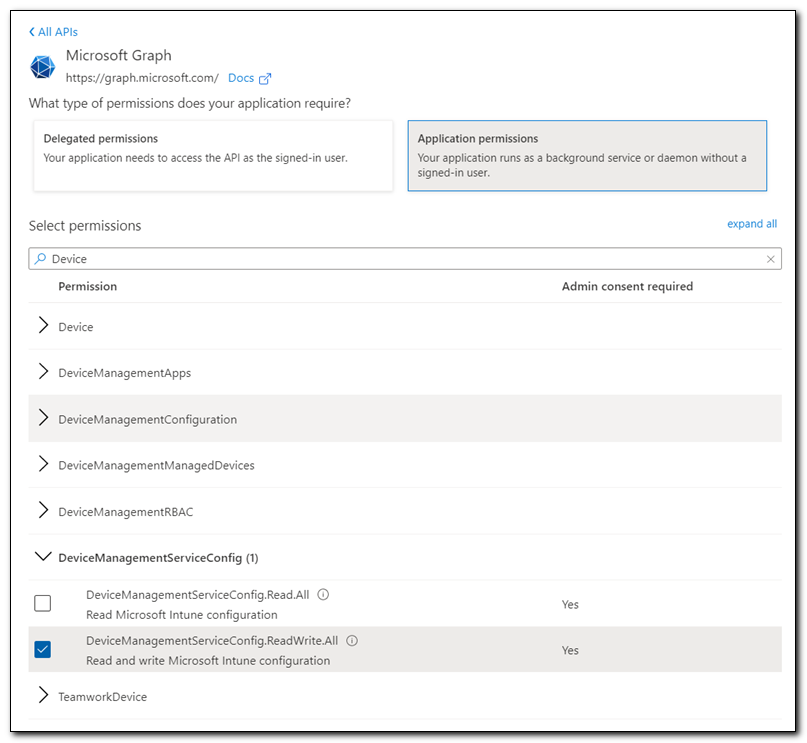 All APIs
Microsoft Graph
https://graph.microsoft.com/ Docs
What type of permissions does your application require?
Delegated permissions
Your application needs to access the API as the signed-in user.
Application permissions
Your application runs as a background service or daemon without a
signed-in user.
Select permissions
expand all
Device
Permission
Admin consent required
Device
DeviceManagementApps
DeviceManagementConfiguration
DeviceManagementManagedDevices
DeviceManagementRBAC
DeviceManagementServiceConfig (1)
DeviceManagementServiceConfig.Read.All
Read Microsoft Intune configuration
Yes
DeviceManagementServiceConfig.ReadWrite.All
Read and write Microsoft Intune configuration
Yes
TeamworkDevice